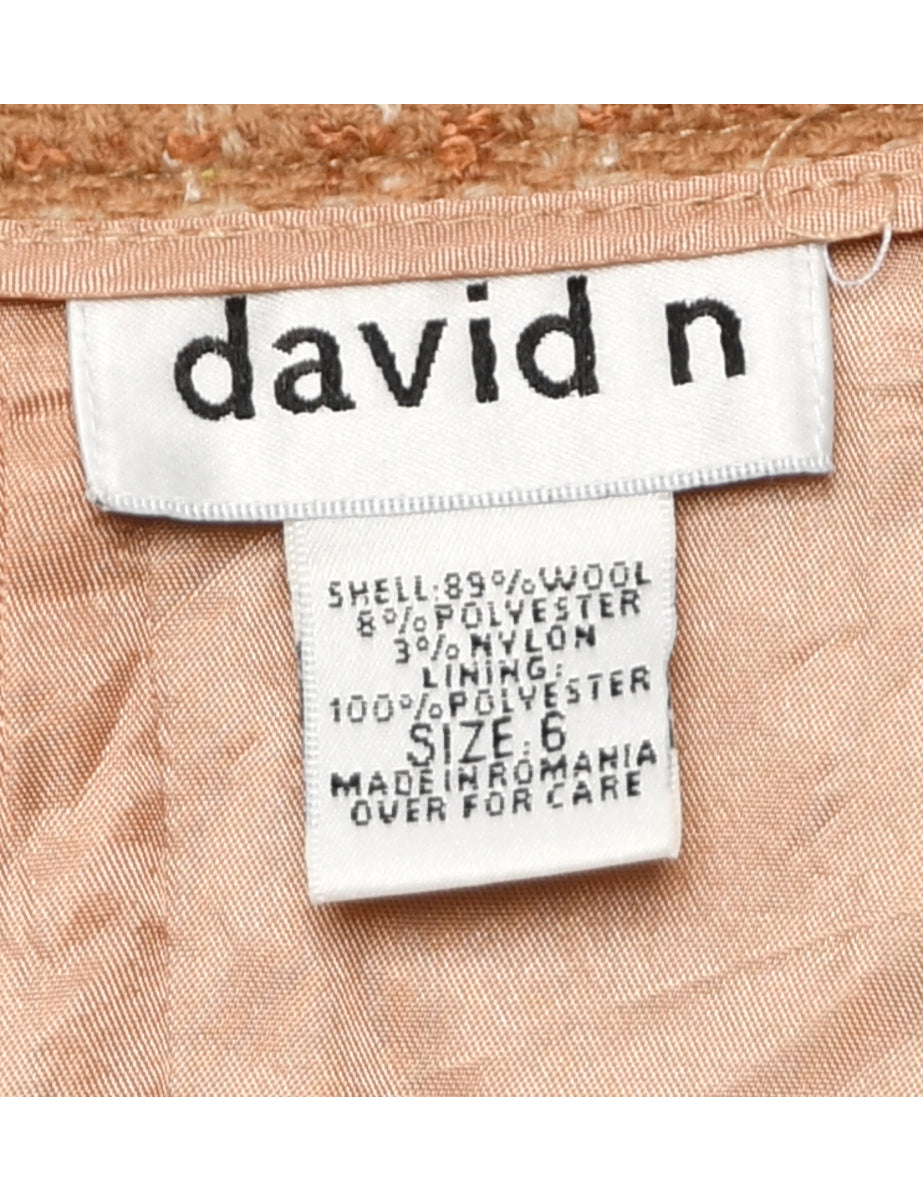 david n
SHELL:89%WOOL
8%POLYESTER
3%NYLON
LINING:
100%POLYESTER
SIZE:6
MADE IN ROMANIA
OVER FOR CARE